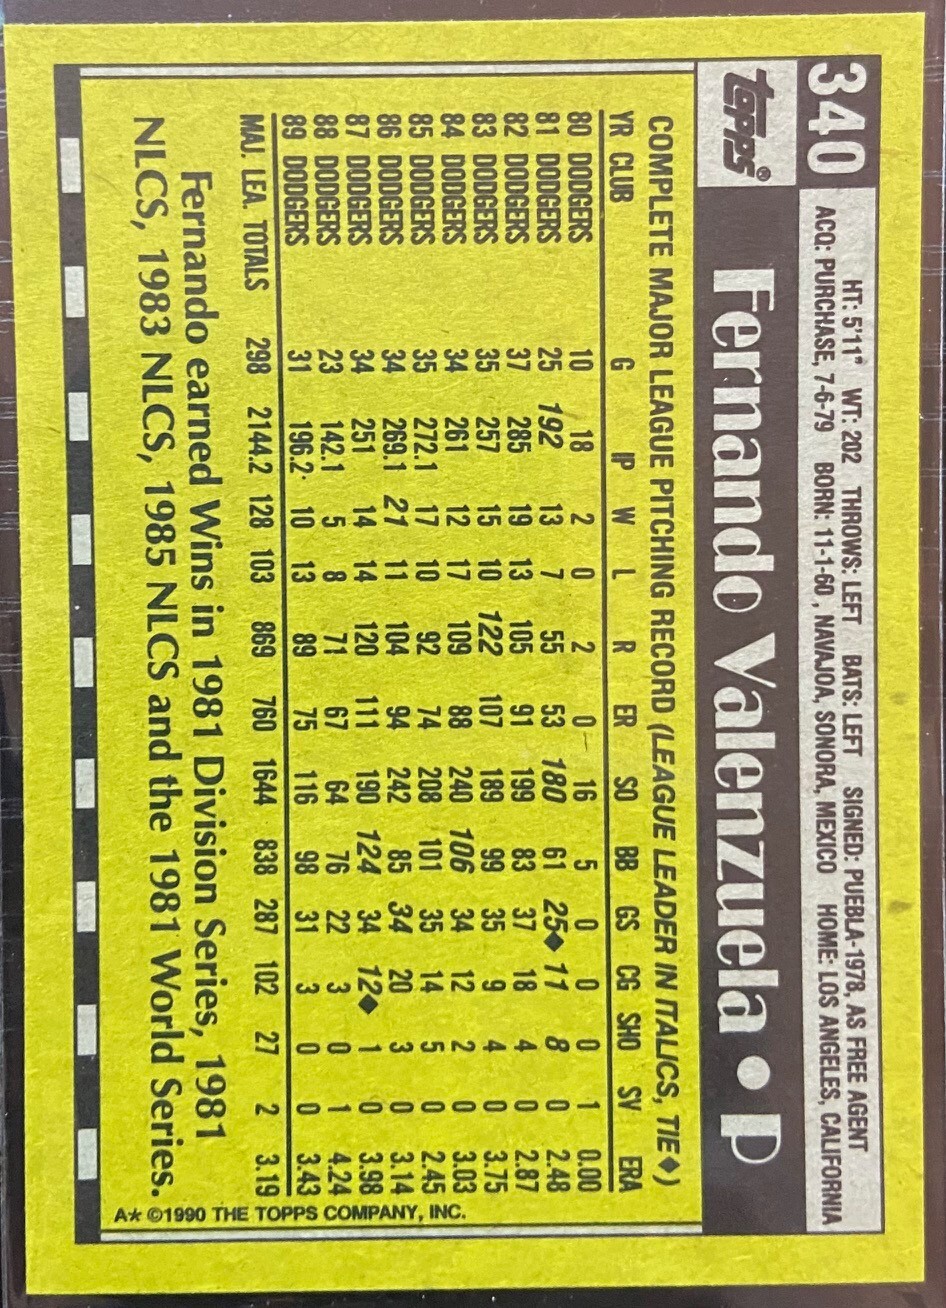 340
HT: 5'11" WT: 202 THROWS: LEFT BATS: LEFT SIGNED: PUEBLA-1978, AS FREE AGENT
ACQ: PURCHASE, 7-6-79 BORN: 11-1-60, NAVAJOA, SONORA, MEXICO HOME: LOS ANGELES, CALIFORNIA
topps® Fernando Valenzuela • P
COMPLETE MAJOR LEAGUE PITCHING RECORD (LEAGUE LEADER IN ITALICS, TIE♦)
YR CLUB G IP W L R ER SO BB GS CG SHO SV ERA
80 DODGERS 10 18 2 0 2 0 16 5 0 0 0 1 0.00
81 DODGERS 25 192 13 7 55 53 180 61 25♦ 11 8 0 2.48
82 DODGERS 37 285 19 13 105 91 199 83 37 18 4 0 2.87
83 DODGERS 35 257 15 10 122 107 189 99 35 9 4 0 3.75
84 DODGERS 34 261 12 17 109 88 240 106 34 12 2 0 3.03
85 DODGERS 35 272.1 17 10 92 74 208 101 35 14 5 0 2.45
86 DODGERS 34 269.1 21 11 104 94 242 85 34 20 3 0 3.14
87 DODGERS 34 251 14 14 120 111 190 124 34 12♦ 1 0 3.98
88 DODGERS 23 142.1 5 8 71 67 64 76 22 3 0 1 4.24
89 DODGERS 31 196.2 10 13 89 75 116 98 31 3 0 0 3.43
MAJ. LEA. TOTALS 298 2144.2 128 103 869 760 1644 838 287 102 27 2 3.19
Fernando earned Wins in 1981 Division Series, 1981
NLCS, 1983 NLCS, 1985 NLCS and the 1981 World Series.
A* ©1990 THE TOPPS COMPANY, INC.